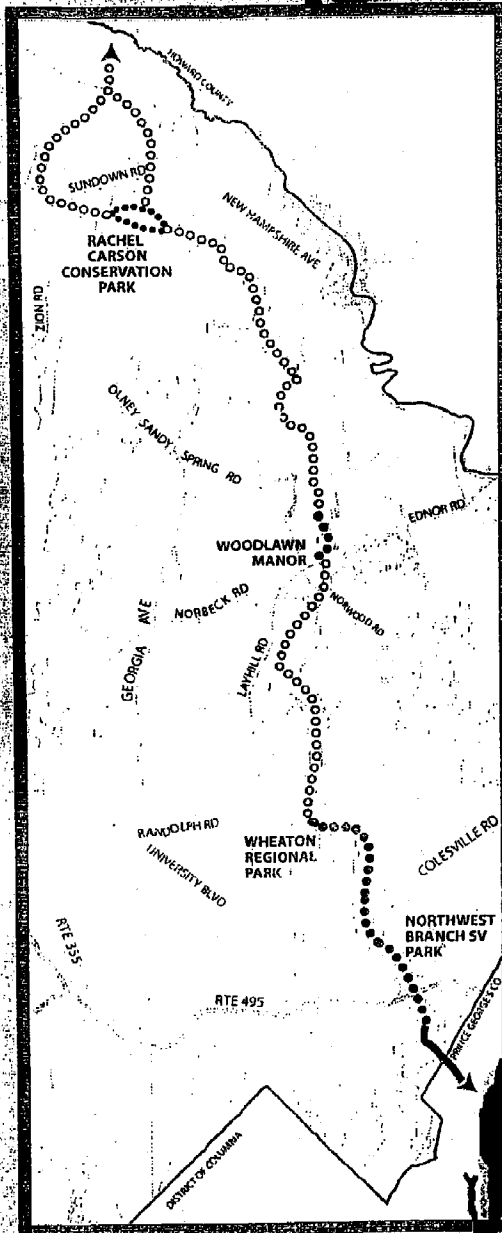 HOWARD COUNTY
SUNDOWN RD
NEW HAMPSHIRE AVE
RACHEL
CARSON
CONSERVATION
PARK
ZION RD
OLNEY SANDY SPRING RD
EDNOR RD
WOODLAWN
MANOR
NORBECK RD
NORWOOD RD
GEORGIA AVE
LAYHILL RD
RANDOLPH RD
WHEATON
REGIONAL
PARK
COLESVILLE RD
UNIVERSITY BLVD
NORTHWEST
BRANCH SV
PARK
RTE 355
RTE 495
PRINCE GEORGES CO
DISTRICT OF COLUMBIA